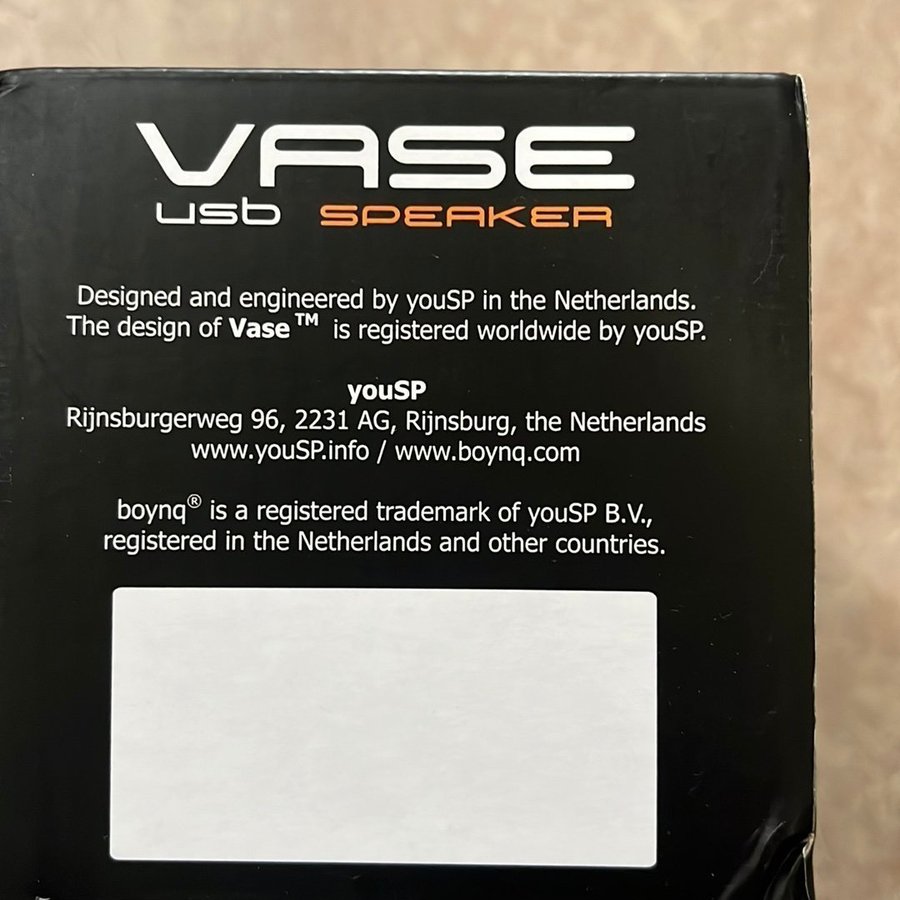 VASE
usb SPEAKER
Designed and engineered by youSP in the Netherlands.
The design of Vase™ is registered worldwide by youSP.
youSP
Rijnsburgerweg 96, 2231 AG, Rijnsburg, the Netherlands
www.youSP.info / www.boynq.com
boynq® is a registered trademark of youSP B.V.,
registered in the Netherlands and other countries.